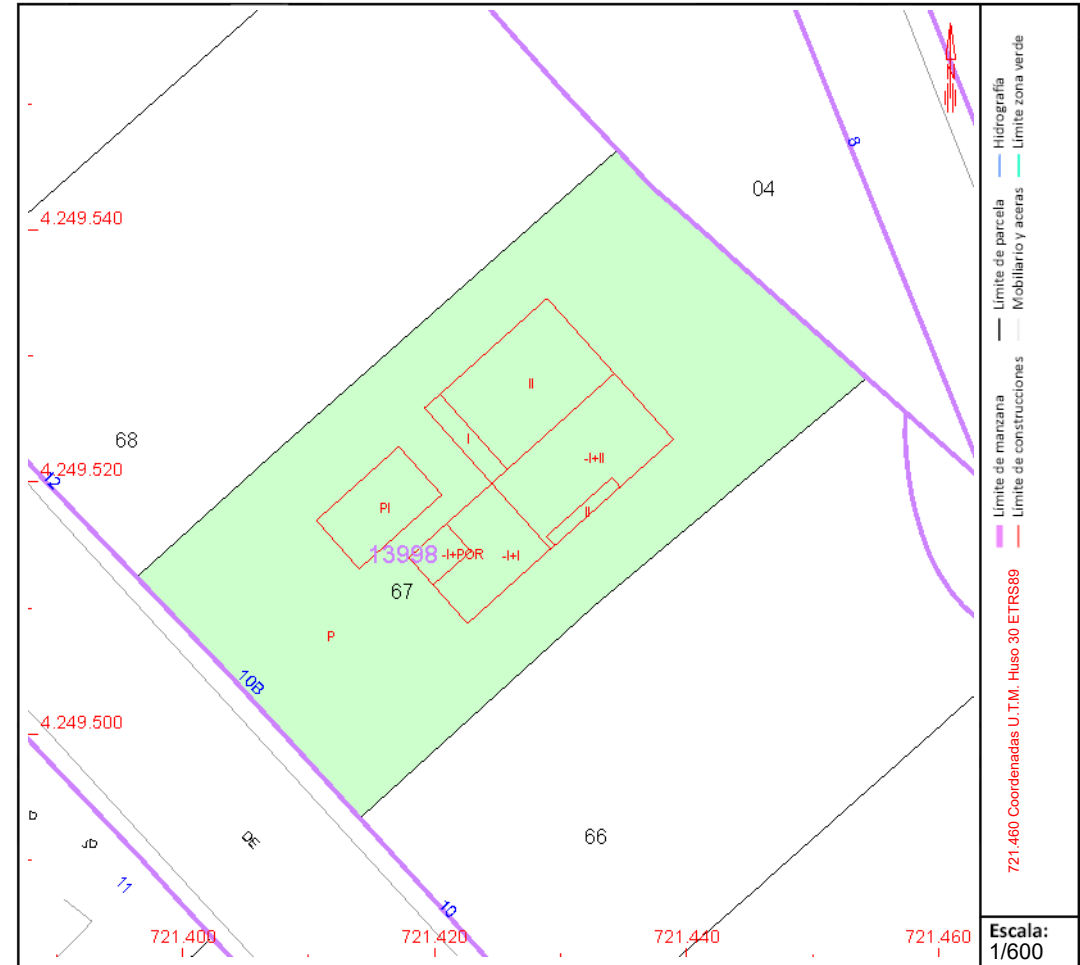 8
04
4.249.540
II
68
I
-I+II
4.249.520
12
PI
II
13998
-I+POR
-I+I
67
P
10B
4.249.500
D
JD
DE
66
11
10
721.400
721.420
721.440
721.460
Hidrografía
Límite zona verde
Límite de parcela
Mobiliario y aceras
Límite de manzana
Límite de construcciones
721.460 Coordenadas U.T.M. Huso 30 ETRS89
Escala:
1/600